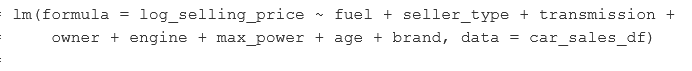 lm(formula = log_selling_price ~ fuel + seller_type + transmission +
owner + engine + max_power + age + brand, data = car_sales_df)